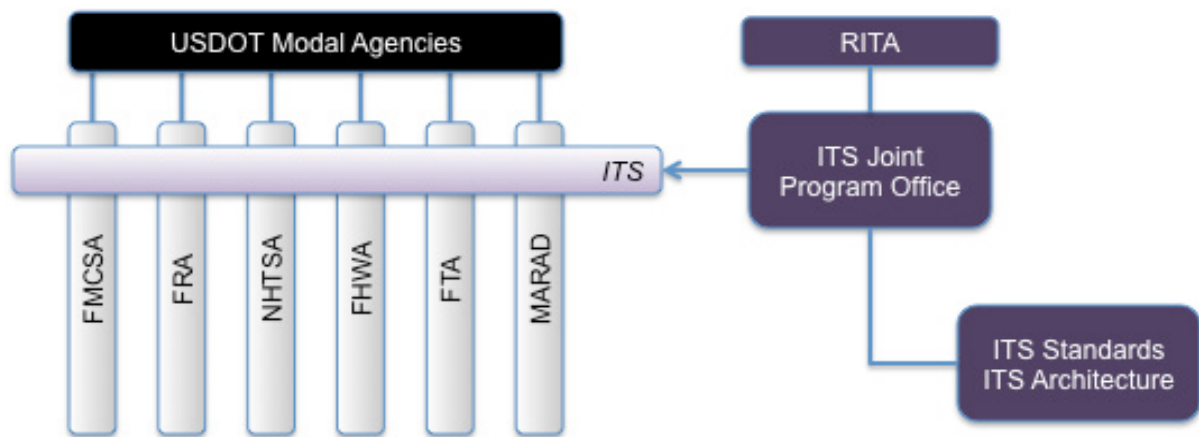 USDOT Modal Agencies
RITA
ITS Joint
Program Office
ITS
FMCSA
FRA
NHTSA
FHWA
FTA
MARAD
ITS Standards
ITS Architecture